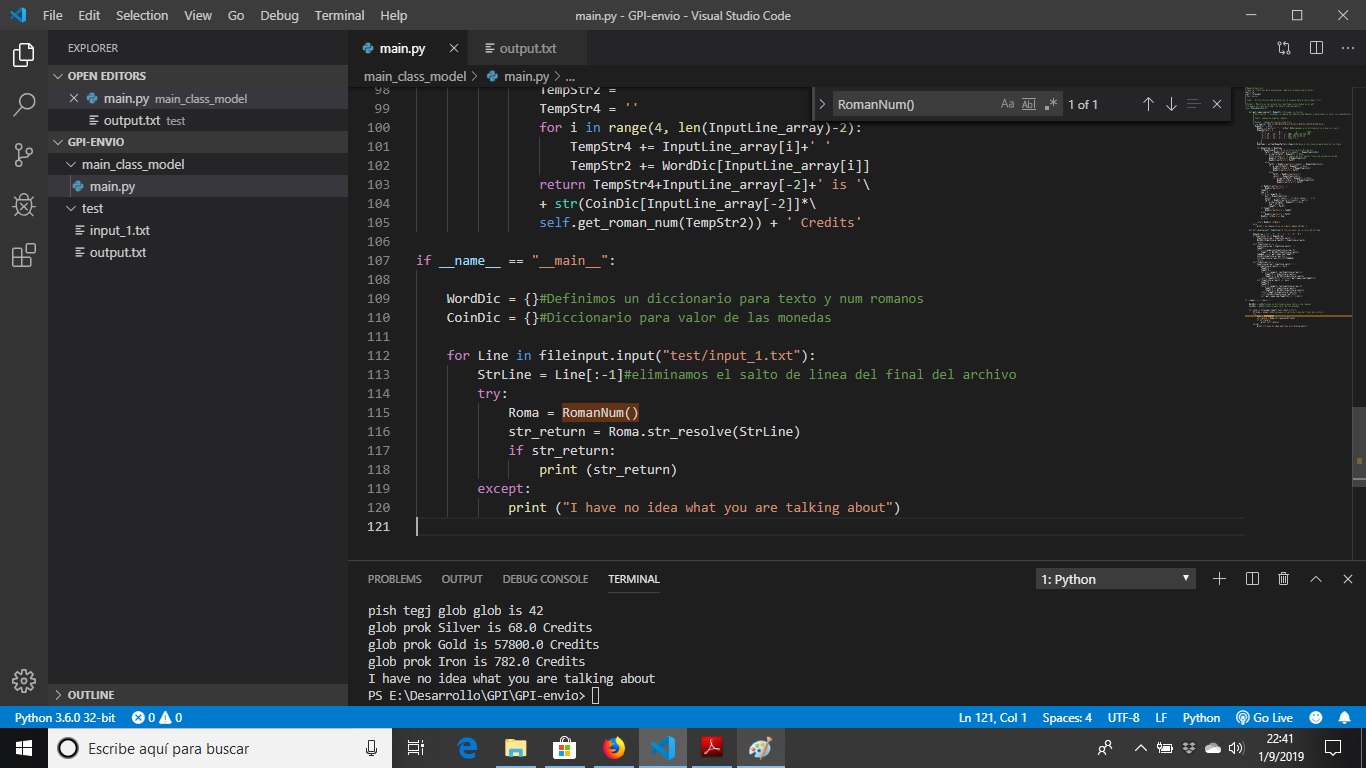 File Edit Selection View Go Debug Terminal Help
main.py - GPI-envio - Visual Studio Code
EXPLORER
OPEN EDITORS
main.py main_class_model
output.txt test
GPI-ENVIO
main_class_model
main.py
test
input_1.txt
output.txt
OUTLINE
main.py
output.txt
main_class_model > main.py > ...
RomanNum()
Aa Abl .* 1 of 1
98 TempStr2 =
99 TempStr4 = ''
100 for i in range(4, len(InputLine_array)-2):
101 TempStr4 += InputLine_array[i]+' '
102 TempStr2 += WordDic[InputLine_array[i]]
103 return TempStr4+InputLine_array[-2]+' is '\
104 + str(CoinDic[InputLine_array[-2]]*\
105 self.get_roman_num(TempStr2)) + ' Credits'
106
107 if __name__ == "__main__":
108
109 WordDic = {}#Definimos un diccionario para texto y num romanos
110 CoinDic = {}#Diccionario para valor de las monedas
111
112 for Line in fileinput.input("test/input_1.txt"):
113 StrLine = Line[:-1]#eliminamos el salto de linea del final del archivo
114 try:
115 Roma = RomanNum()
116 str_return = Roma.str_resolve(StrLine)
117 if str_return:
118 print (str_return)
119 except:
120 print ("I have no idea what you are talking about")
121
PROBLEMS OUTPUT DEBUG CONSOLE TERMINAL
1: Python
pish tegj glob glob is 42
glob prok Silver is 68.0 Credits
glob prok Gold is 57800.0 Credits
glob prok Iron is 782.0 Credits
I have no idea what you are talking about
PS E:\Desarrollo\GPI\GPI-envio>
Python 3.6.0 32-bit 0 0
Ln 121, Col 1 Spaces: 4 UTF-8 LF Python Go Live
Escribe aquí para buscar
22:41
1/9/2019